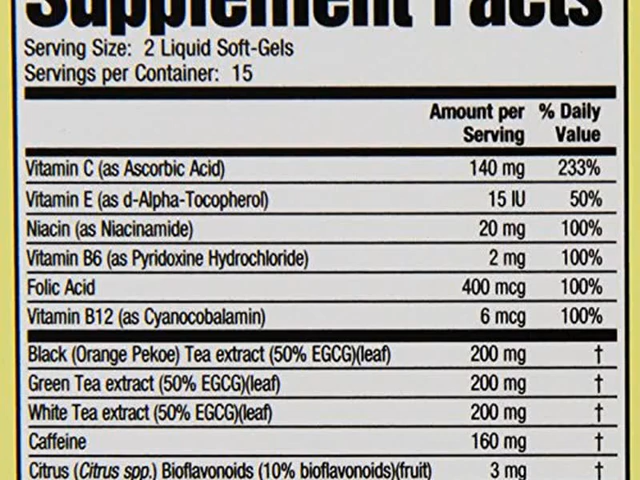 Supplement Facts
Serving Size: 2 Liquid Soft-Gels
Servings per Container: 15
Amount per Serving % Daily Value
Vitamin C (as Ascorbic Acid) 140 mg 233%
Vitamin E (as d-Alpha-Tocopherol) 15 IU 50%
Niacin (as Niacinamide) 20 mg 100%
Vitamin B6 (as Pyridoxine Hydrochloride) 2 mg 100%
Folic Acid 400 mcg 100%
Vitamin B12 (as Cyanocobalamin) 6 mcg 100%
Black (Orange Pekoe) Tea extract (50% EGCG)(leaf) 200 mg †
Green Tea extract (50% EGCG)(leaf) 200 mg †
White Tea extract (50% EGCG)(leaf) 200 mg †
Caffeine 160 mg †
Citrus (Citrus spp.) Bioflavonoids (10% bioflavonoids)(fruit) 3 mg †